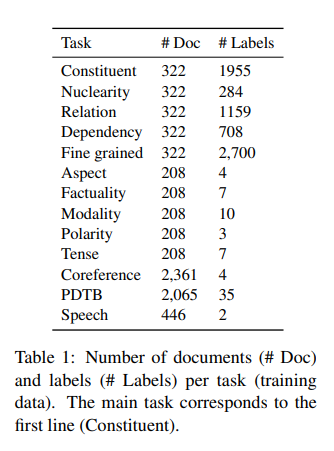 Task # Doc # Labels
Constituent 322 1955
Nuclearity 322 284
Relation 322 1159
Dependency 322 708
Fine grained 322 2,700
Aspect 208 4
Factuality 208 7
Modality 208 10
Polarity 208 3
Tense 208 7
Coreference 2,361 4
PDTB 2,065 35
Speech 446 2
Table 1: Number of documents (# Doc)
and labels (# Labels) per task (training
data). The main task corresponds to the
first line (Constituent).